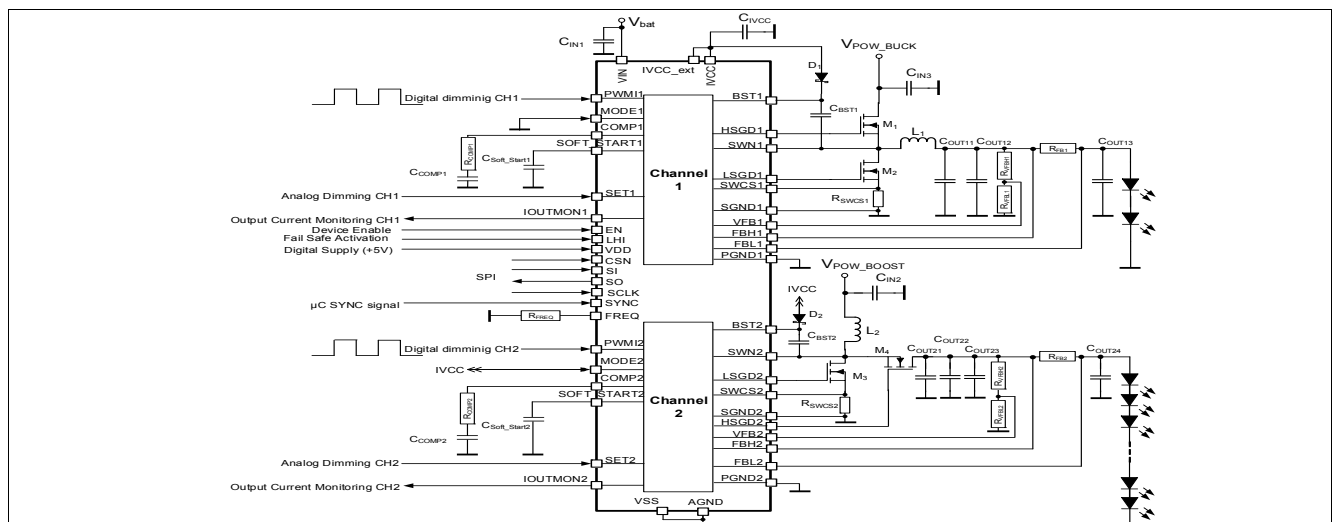 Vbat
CIVCC
CIN1
VPOW_BUCK
VIN
IVCC_ext
IVCC
D1
CIN3
Digital dimminig CH1
PWMI1
BST1
MODE1
CBST1
COMP1
HSGD1
M1
L1
RCOMP1
SOFT_START1
SWN1
COUT11
COUT12
RFB1
COUT13
CSoft_Start1
CCOMP1
Channel
1
LSGD1
M2
RVFBH1
SWCS1
RVFBL1
Analog Dimming CH1
SET1
RSWCS1
SGND1
Output Current Monitoring CH1
IOUTMON1
VFB1
Device Enable
EN
FBH1
Fail Safe Activation
LHI
FBL1
Digital Supply (+5V)
VDD
PGND1
CSN
VPOW_BOOST
SPI
SI
SO
IVCC
CIN2
SCLK
µC SYNC signal
SYNC
D2
RFREQ
FREQ
BST2
L2
CBST2
Digital dimminig CH2
PWMI2
SWN2
M4
COUT21
COUT22
COUT23
RFB2
COUT24
IVCC
MODE2
COMP2
LSGD2
M3
RVFBH2
RCOMP2
SOFT_START2
SWCS2
Channel
2
RSWCS2
CSoft_Start2
SGND2
RVFBL2
HSGD2
CCOMP2
VFB2
FBH2
Analog Dimming CH2
SET2
FBL2
Output Current Monitoring CH2
IOUTMON2
PGND2
VSS
AGND